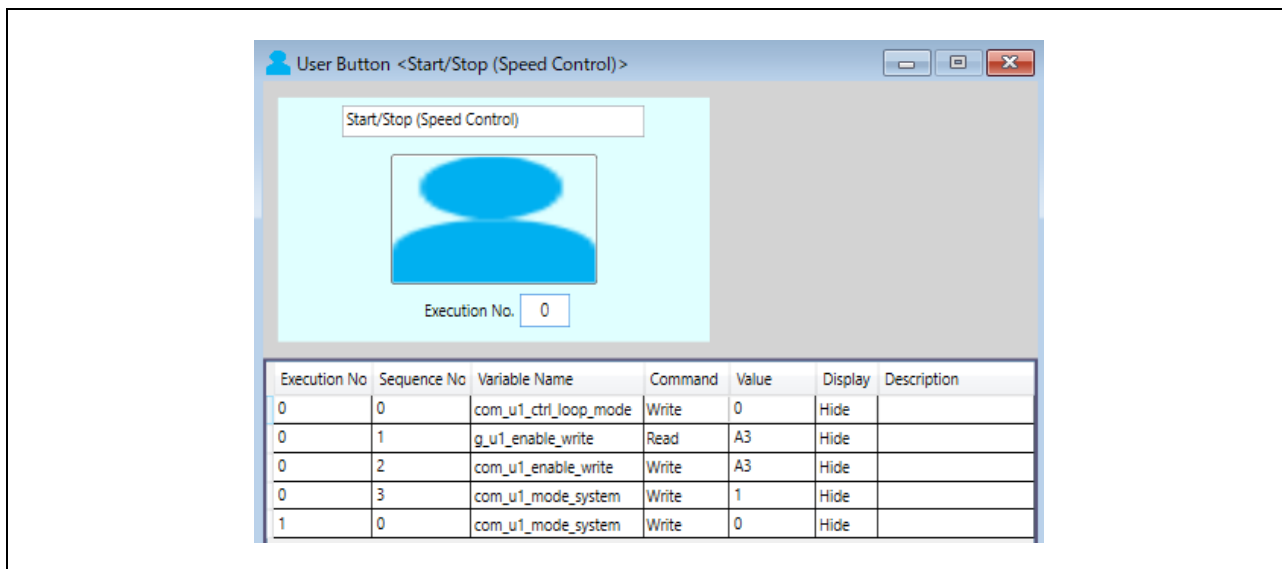 User Button <Start/Stop (Speed Control)>
Start/Stop (Speed Control)
Execution No. 0
Execution No Sequence No Variable Name Command Value Display Description
0 0 com_u1_ctrl_loop_mode Write 0 Hide
0 1 g_u1_enable_write Read A3 Hide
0 2 com_u1_enable_write Write A3 Hide
0 3 com_u1_mode_system Write 1 Hide
1 0 com_u1_mode_system Write 0 Hide